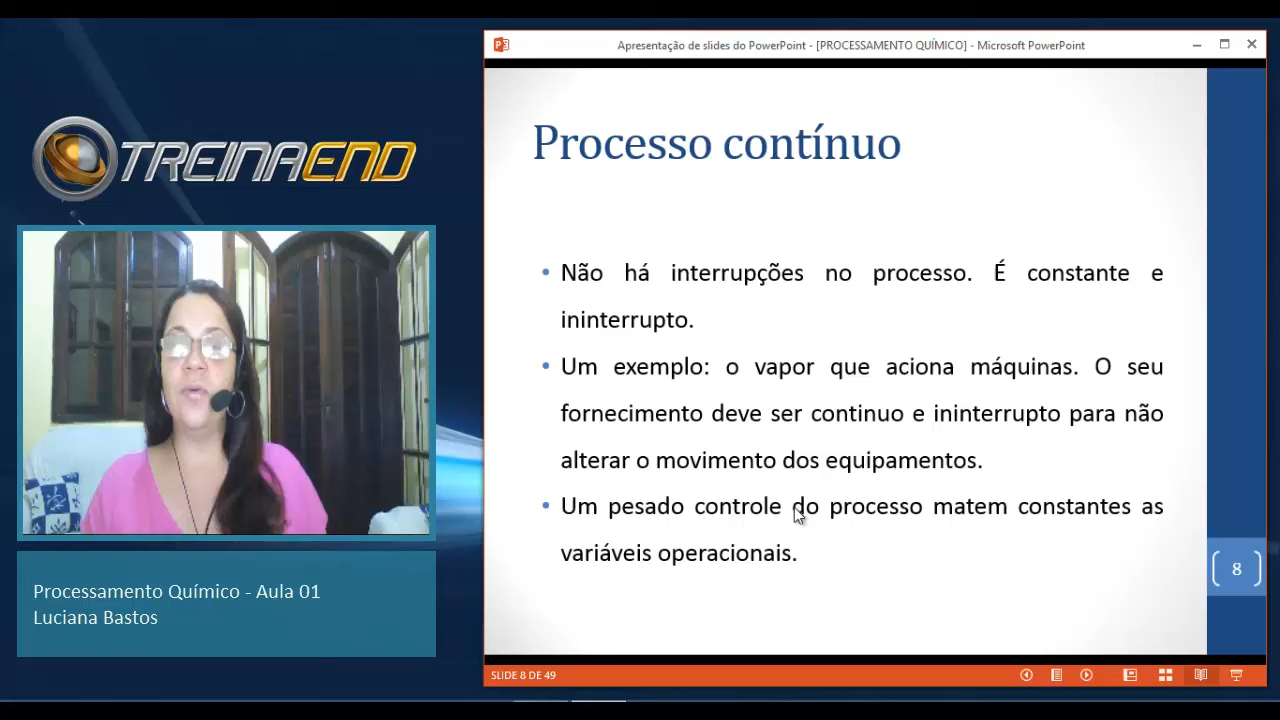 Apresentação de slides do PowerPoint - [PROCESSAMENTO QUÍMICO] - Microsoft PowerPoint
TREINAEND
Processo contínuo
• Não há interrupções no processo. É constante e
ininterrupto.
• Um exemplo: o vapor que aciona máquinas. O seu
fornecimento deve ser continuo e ininterrupto para não
alterar o movimento dos equipamentos.
• Um pesado controle do processo matem constantes as
variáveis operacionais.
8
Processamento Químico - Aula 01
Luciana Bastos
SLIDE 8 DE 49